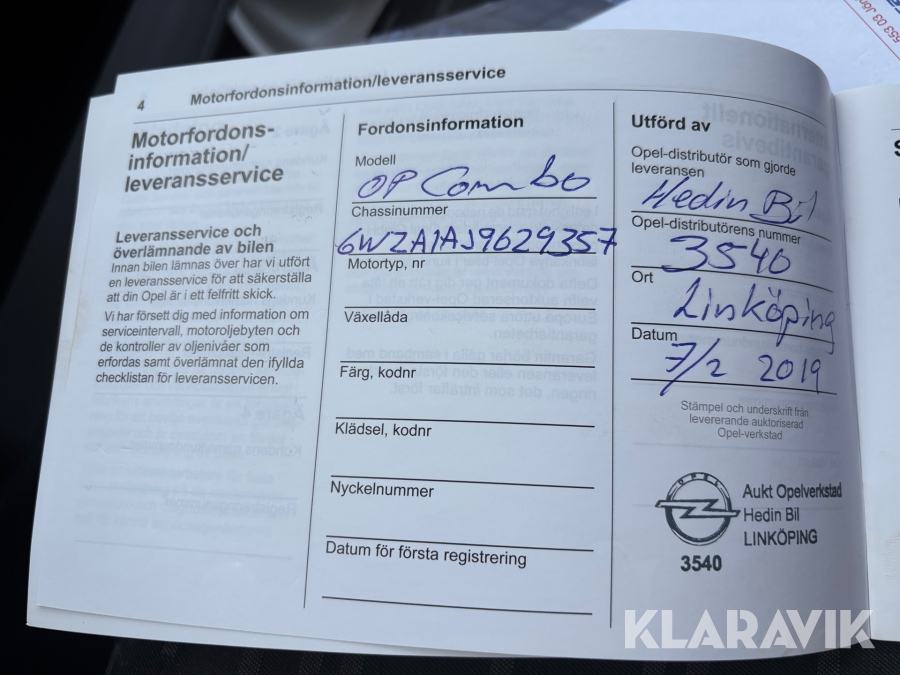 553 03 Jön
4
Motorfordonsinformation/leveransservice
Motorfordons-
information/
leveransservice
Leveransservice och
överlämnande av bilen
Innan bilen lämnas över har vi utfört
en leveransservice för att säkerställa
att din Opel är i ett felfritt skick.
Vi har försett dig med information om
serviceintervall, motoroljebyten och
de kontroller av oljenivåer som
erfordas samt överlämnat den ifyllda
checklistan för leveransservicen.
Fordonsinformation
Modell
OP Combo
Chassinummer
6WZA1AJ9629357
Motortyp, nr
Växellåda
Färg, kodnr
Klädsel, kodnr
Nyckelnummer
Datum för första registrering
Utförd av
Opel-distributör som gjorde
leveransen
Hedin Bil
Opel-distributörens nummer
3540
Ort
Linköping
Datum
7/2 2019
Stämpel och underskrift från
levererande auktoriserad
Opel-verkstad
OPEL
Aukt Opelverkstad
Hedin Bil
LINKÖPING
3540
KLARAVIK